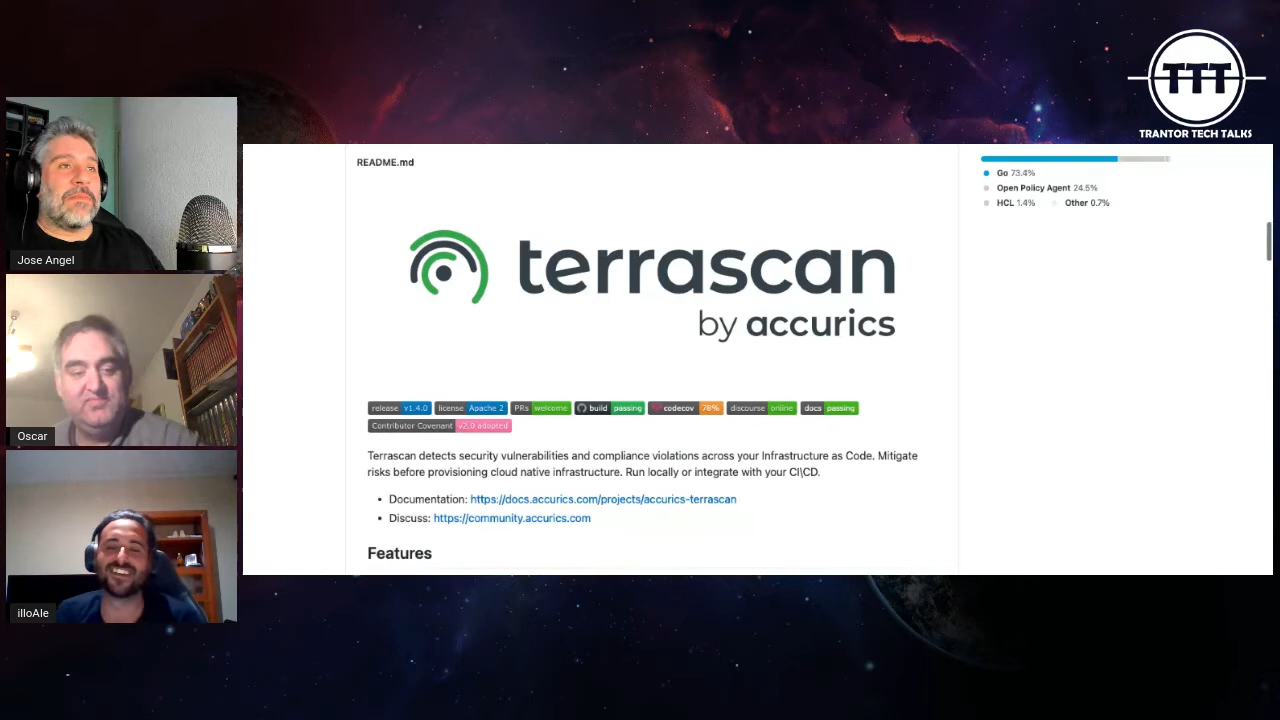 TTT
TRANTOR TECH TALKS
Jose Angel
Oscar
illoAle
README.md
terrascan
by accurics
release v1.4.0 license Apache 2 PRs welcome build passing codecov 78% discourse online docs passing
Contributor Covenant v2.0 adopted
Terrascan detects security vulnerabilities and compliance violations across your Infrastructure as Code. Mitigate
risks before provisioning cloud native infrastructure. Run locally or integrate with your CI\CD.
• Documentation: https://docs.accurics.com/projects/accurics-terrascan
• Discuss: https://community.accurics.com
Features
Go 73.4%
Open Policy Agent 24.5%
HCL 1.4% Other 0.7%